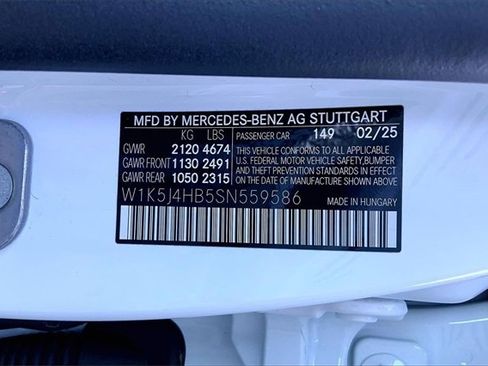 MFD BY MERCEDES-BENZ AG STUTTGART
KG LBS PASSENGER CAR 149 02/25
GVWR 2120 4674 THIS VEHICLE CONFORMS TO ALL APPLICABLE
GAWR FRONT 1130 2491 U.S. FEDERAL MOTOR VEHICLE SAFETY,BUMPER
GAWR REAR 1050 2315 AND THEFT PREVENTION STANDARDS IN EFFECT
ON THE DATE OF MANUFACTURE SHOWN ABOVE.
W1K5J4HB5SN559586 MADE IN HUNGARY